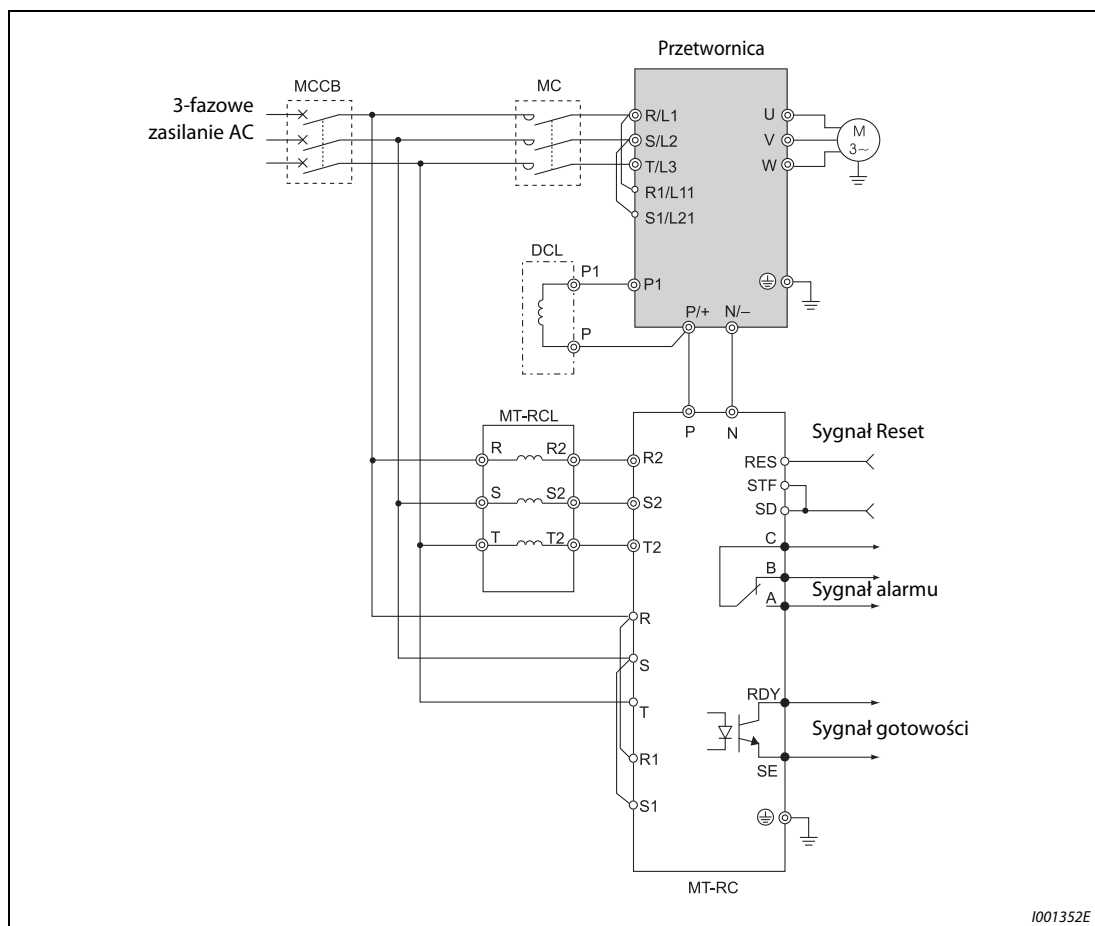 Przetwornica
MCCB
MC
3-fazowe
zasilanie AC
R/L1
S/L2
T/L3
R1/L11
S1/L21
U
V
W
M
3~
DCL
P1
P1
P
P/+
N/–
MT-RCL
R
R2
S
S2
T
T2
P
N
R2
S2
T2
R
S
T
R1
S1
RES
STF
SD
C
B
A
RDY
SE
Sygnał Reset
Sygnał alarmu
Sygnał gotowości
MT-RC
I001352E